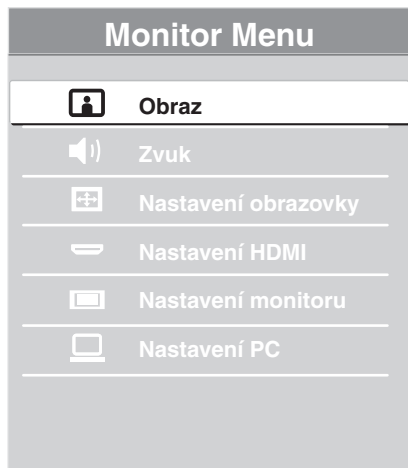 Monitor Menu
Obraz
Zvuk
Nastavení obrazovky
Nastavení HDMI
Nastavení monitoru
Nastavení PC